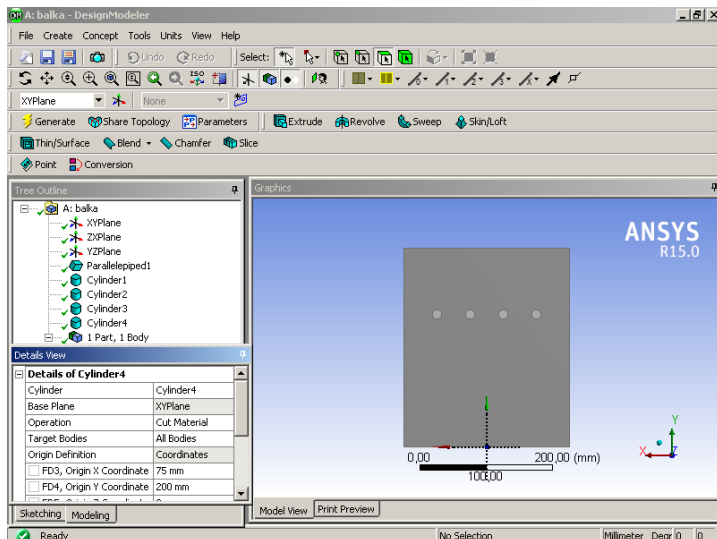 A: balka - DesignModeler
File Create Concept Tools Units View Help
Undo Redo Select:
ISO
XYPlane None
Generate Share Topology Parameters Extrude Revolve Sweep Skin/Loft
Thin/Surface Blend Chamfer Slice
Point Conversion
Tree Outline
A: balka
XYPlane
ZXPlane
YZPlane
Parallelepiped1
Cylinder1
Cylinder2
Cylinder3
Cylinder4
1 Part, 1 Body
Details View
Details of Cylinder4
Cylinder Cylinder4
Base Plane XYPlane
Operation Cut Material
Target Bodies All Bodies
Origin Definition Coordinates
FD3, Origin X Coordinate 75 mm
FD4, Origin Y Coordinate 200 mm
Sketching Modeling
Graphics
ANSYS
R15.0
0,00 200,00 (mm)
100,00
Y
X
Z
Model View Print Preview
Ready No Selection Millimeter Degr 0 0